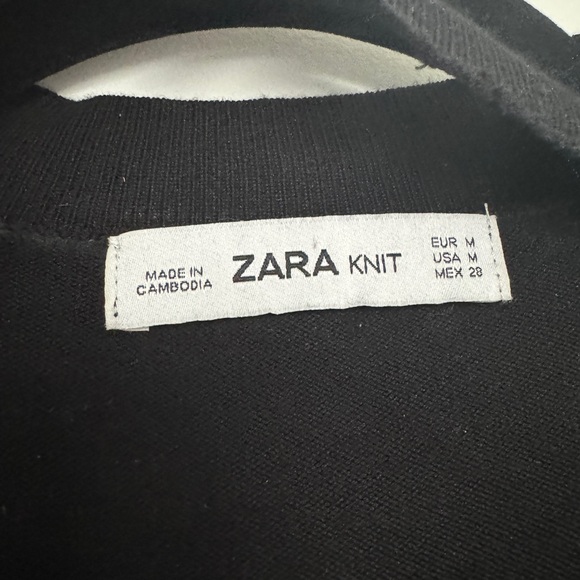 MADE IN
CAMBODIA
ZARA KNIT
EUR M
USA M
MEX 28